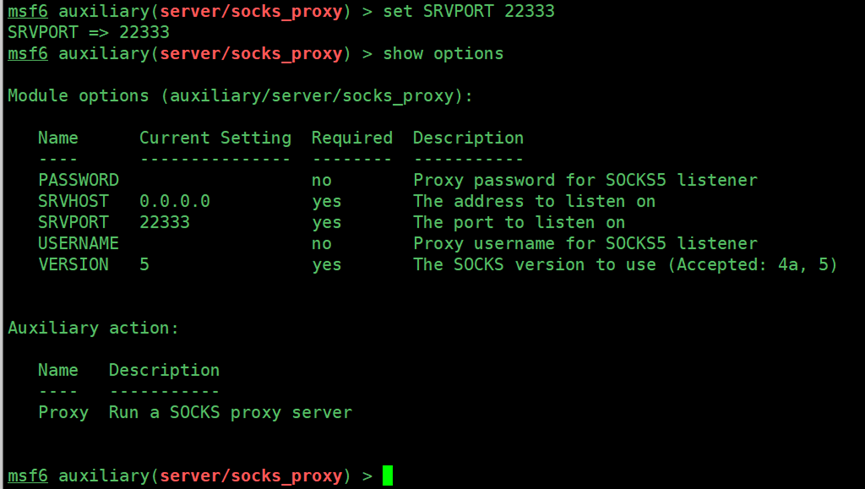 msf6 auxiliary(server/socks_proxy) > set SRVPORT 22333
SRVPORT => 22333
msf6 auxiliary(server/socks_proxy) > show options
Module options (auxiliary/server/socks_proxy):
Name Current Setting Required Description
---- --------------- -------- -----------
PASSWORD no Proxy password for SOCKS5 listener
SRVHOST 0.0.0.0 yes The address to listen on
SRVPORT 22333 yes The port to listen on
USERNAME no Proxy username for SOCKS5 listener
VERSION 5 yes The SOCKS version to use (Accepted: 4a, 5)
Auxiliary action:
Name Description
---- -----------
Proxy Run a SOCKS proxy server
msf6 auxiliary(server/socks_proxy) >